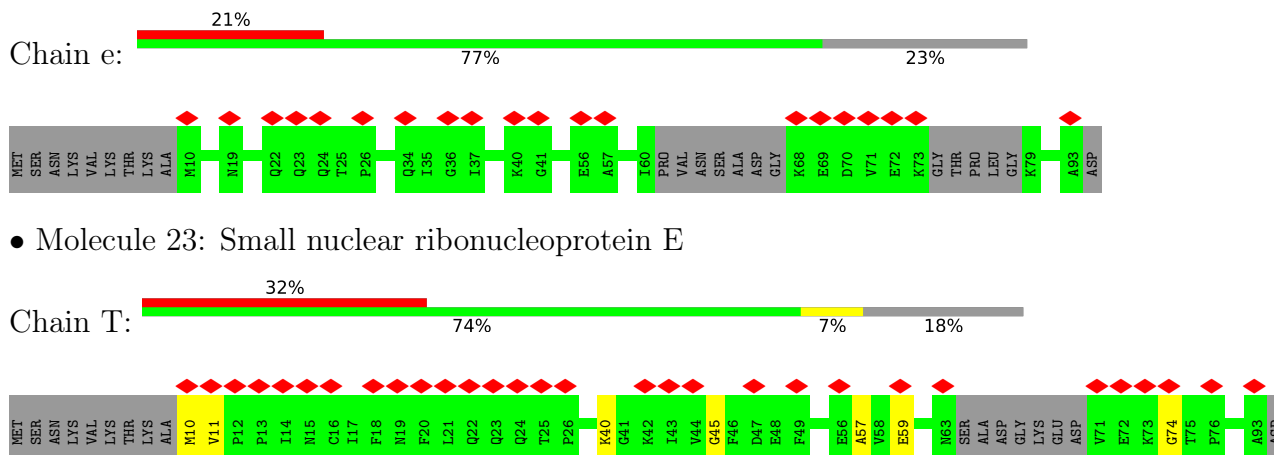 21%
Chain e:
77% 23%
MET SER ASN LYS VAL LYS THR LYS ALA M10 N19 Q22 Q23 Q24 T25 P26 Q34 I35 G36 I37 K40 G41 E56 A57 I60 PRO VAL ASN SER ALA ASP GLY K68 E69 D70 V71 E72 K73 GLY THR PRO LEU GLY K79 A93 ASP
• Molecule 23: Small nuclear ribonucleoprotein E
32%
Chain T:
74% 7% 18%
MET SER ASN LYS VAL LYS THR LYS ALA M10 V11 P12 P13 I14 N15 C16 I17 F18 N19 F20 L21 Q22 Q23 Q24 T25 P26 K40 G41 K42 I43 V44 G45 F46 D47 E48 F49 E56 A57 V58 E59 N63 SER ALA ASP GLY LYS GLU ASP V71 E72 K73 G74 T75 P76 A93 ASP